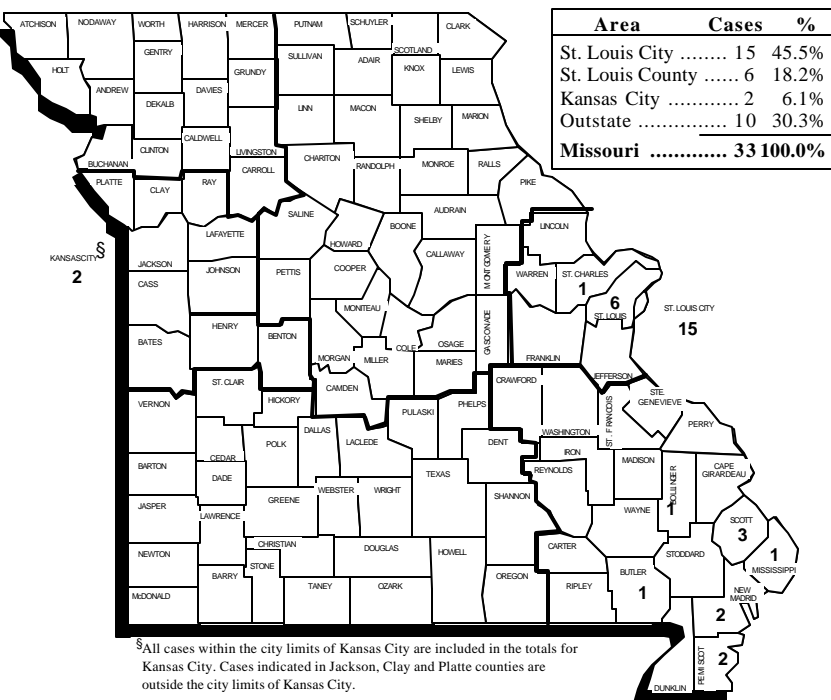 Area Cases %
St. Louis City ........ 15 45.5%
St. Louis County ...... 6 18.2%
Kansas City ............ 2 6.1%
Outstate ............... 10 30.3%
Missouri ............. 33 100.0%
ATCHISON NODAWAY WORTH HARRISON MERCER PUTNAM SCHUYLER SCOTLAND CLARK
HOLT GENTRY SULLIVAN ADAIR KNOX LEWIS
ANDREW DEKALB DAVIES GRUNDY LINN MACON SHELBY MARION
BUCHANAN CLINTON CALDWELL LIVINGSTON CHARITON RANDOLPH MONROE RALLS
PLATTE CLAY RAY CARROLL PIKE
SALINE HOWARD BOONE AUDRAIN
LAFAYETTE CALLAWAY MONTGOMERY LINCOLN
KANSAS CITY §
2
JACKSON JOHNSON PETTIS COOPER WARREN ST. CHARLES
1
CASS MONITEAU GASCONADE
6
ST. LOUIS
ST. LOUIS CITY
15
BATES HENRY BENTON MORGAN MILLER COLE OSAGE MARIES FRANKLIN JEFFERSON
ST. CLAIR HICKORY CAMDEN CRAWFORD
STE. GENEVIEVE
VERNON PULASKI PHELPS ST. FRANCOIS PERRY
DALLAS LACLEDE DENT WASHINGTON
CEDAR POLK IRON
BARTON DADE TEXAS REYNOLDS MADISON BOLLINGER
1
CAPE GIRARDEAU
JASPER GREENE WEBSTER WRIGHT SHANNON WAYNE
LAWRENCE SCOTT
3
NEWTON CHRISTIAN DOUGLAS HOWELL CARTER STODDARD
1
MISSISSIPPI
McDONALD BARRY STONE TANEY OZARK OREGON RIPLEY BUTLER
1
NEW MADRID
2
DUNKLIN PEMISCOT
2
§All cases within the city limits of Kansas City are included in the totals for
Kansas City. Cases indicated in Jackson, Clay and Platte counties are
outside the city limits of Kansas City.